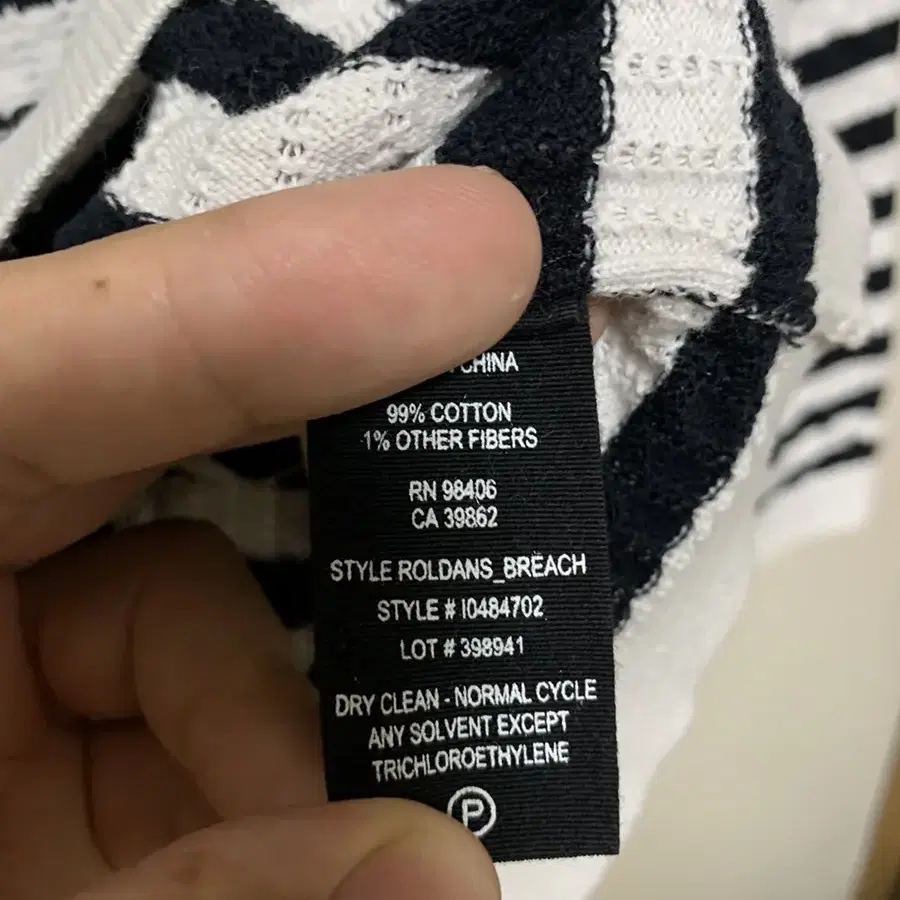 CHINA
99% COTTON
1% OTHER FIBERS
RN 98406
CA 39862
STYLE ROLDANS_BREACH
STYLE # I0484702
LOT # 398941
DRY CLEAN - NORMAL CYCLE
ANY SOLVENT EXCEPT
TRICHLOROETHYLENE
P